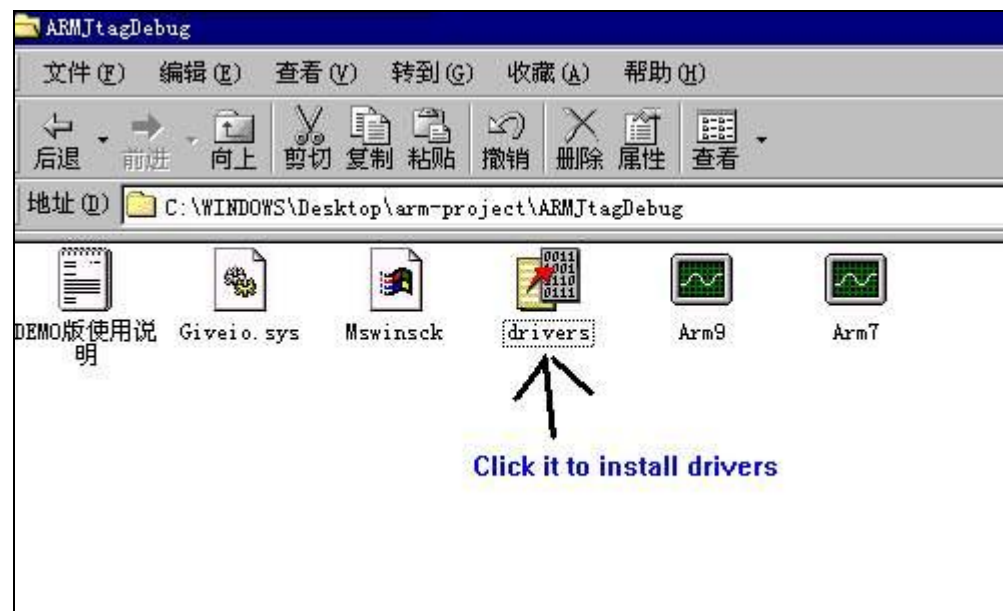 ARMJtagDebug
文件(F) 编辑(E) 查看(V) 转到(G) 收藏(A) 帮助(H)
后退 前进 向上 剪切 复制 粘贴 撤销 删除 属性 查看
地址(D) C:\WINDOWS\Desktop\arm-project\ARMJtagDebug
0011
1001
0110
0111
DEMO版使用说 Giveio.sys Mswinsck drivers Arm9 Arm7
明
Click it to install drivers